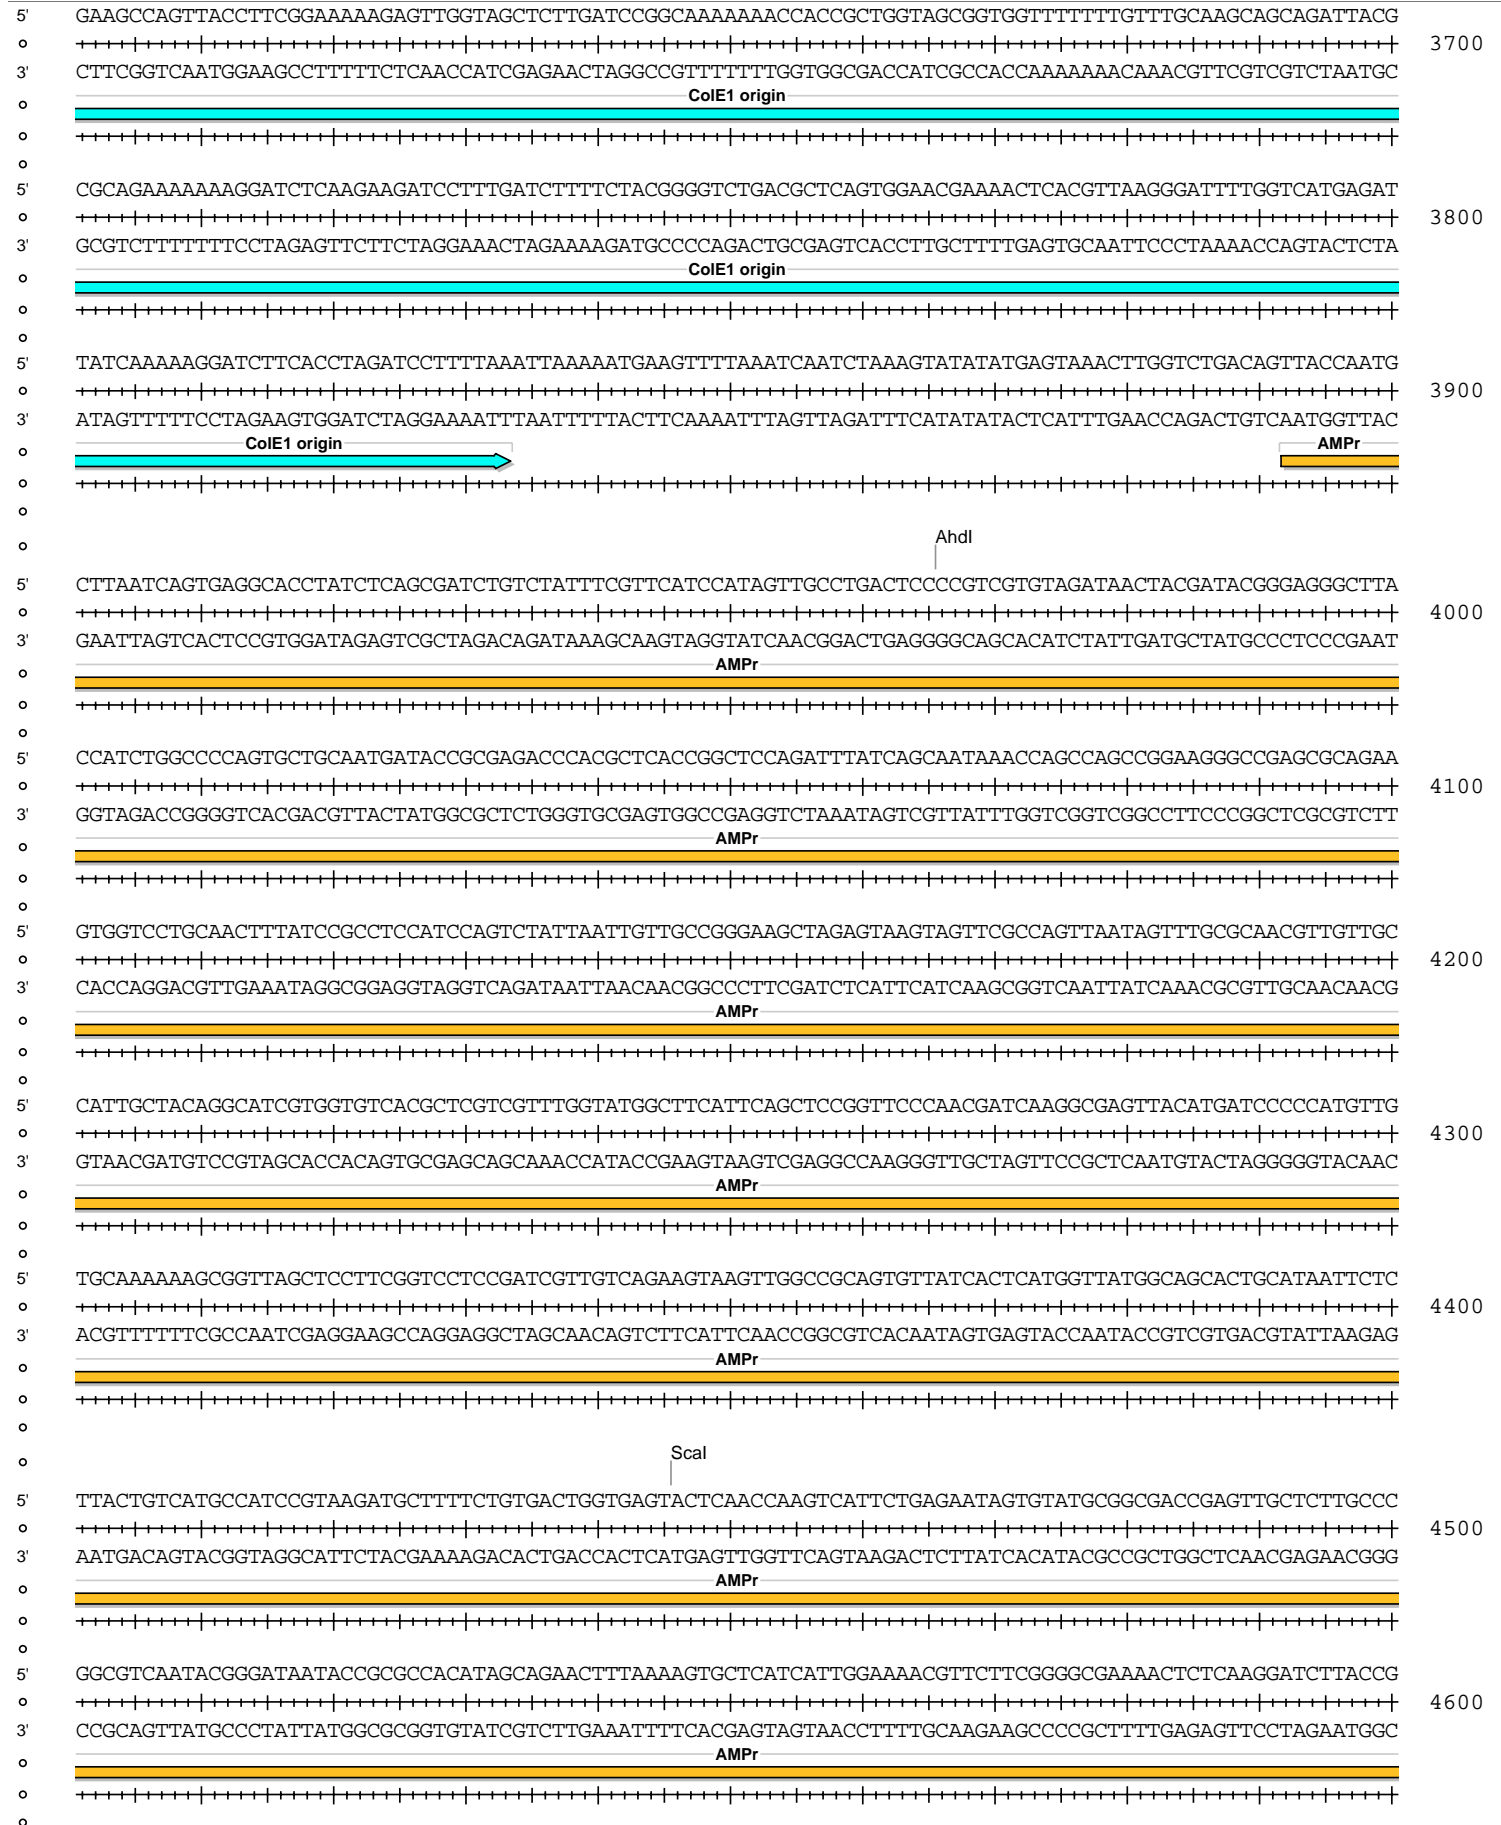 5' GAAGCCAGTTACCTTCGGAAAAAGAGTTGGTAGCTCTTGATCCGGCAAAAAAACCACCGCTGGTAGCGGTGGTTTTTTTGTTTGCAAGCAGCAGATTACG
3700
3' CTTCGGTCAATGGAAGCCTTTTTCTCAACCATCGAGAACTAGGCCGTTTTTTTGGTGGCGACCATCGCCACCAAAAAAACAAACGTTCGTCGTCTAATGC
ColE1 origin
5' CGCAGAAAAAAAGGATCTCAAGAAGATCCTTTGATCTTTTCTACGGGGTCTGACGCTCAGTGGAACGAAAACTCACGTTAAGGGATTTTGGTCATGAGAT
3800
3' GCGTCTTTTTTTCCTAGAGTTCTTCTAGGAAACTAGAAAAGATGCCCCAGACTGCGAGTCACCTTGCTTTTGAGTGCAATTCCCTAAAACCAGTACTCTA
ColE1 origin
5' TATCAAAAAGGATCTTCACCTAGATCCTTTTAAATTAAAAATGAAGTTTTAAATCAATCTAAAGTATATATGAGTAAACTTGGTCTGACAGTTACCAATG
3900
3' ATAGTTTTTCCTAGAAGTGGATCTAGGAAAATTTAATTTTTACTTCAAAATTTAGTTAGATTTCATATATACTCATTTGAACCAGACTGTCAATGGTTAC
ColE1 origin AMPr
AhdI
5' CTTAATCAGTGAGGCACCTATCTCAGCGATCTGTCTATTTCGTTCATCCATAGTTGCCTGACTCCCCGTCGTGTAGATAACTACGATACGGGAGGGCTTA
4000
3' GAATTAGTCACTCCGTGGATAGAGTCGCTAGACAGATAAAGCAAGTAGGTATCAACGGACTGAGGGGCAGCACATCTATTGATGCTATGCCCTCCCGAAT
AMPr
5' CCATCTGGCCCCAGTGCTGCAATGATACCGCGAGACCCACGCTCACCGGCTCCAGATTTATCAGCAATAAACCAGCCAGCCGGAAGGGCCGAGCGCAGAA
4100
3' GGTAGACCGGGGTCACGACGTTACTATGGCGCTCTGGGTGCGAGTGGCCGAGGTCTAAATAGTCGTTATTTGGTCGGTCGGCCTTCCCGGCTCGCGTCTT
AMPr
5' GTGGTCCTGCAACTTTATCCGCCTCCATCCAGTCTATTAATTGTTGCCGGGAAGCTAGAGTAAGTAGTTCGCCAGTTAATAGTTTGCGCAACGTTGTTGC
4200
3' CACCAGGACGTTGAAATAGGCGGAGGTAGGTCAGATAATTAACAACGGCCCTTCGATCTCATTCATCAAGCGGTCAATTATCAAACGCGTTGCAACAACG
AMPr
5' CATTGCTACAGGCATCGTGGTGTCACGCTCGTCGTTTGGTATGGCTTCATTCAGCTCCGGTTCCCAACGATCAAGGCGAGTTACATGATCCCCCATGTTG
4300
3' GTAACGATGTCCGTAGCACCACAGTGCGAGCAGCAAACCATACCGAAGTAAGTCGAGGCCAAGGGTTGCTAGTTCCGCTCAATGTACTAGGGGGTACAAC
AMPr
5' TGCAAAAAAGCGGTTAGCTCCTTCGGTCCTCCGATCGTTGTCAGAAGTAAGTTGGCCGCAGTGTTATCACTCATGGTTATGGCAGCACTGCATAATTCTC
4400
3' ACGTTTTTTCGCCAATCGAGGAAGCCAGGAGGCTAGCAACAGTCTTCATTCAACCGGCGTCACAATAGTGAGTACCAATACCGTCGTGACGTATTAAGAG
AMPr
ScaI
5' TTACTGTCATGCCATCCGTAAGATGCTTTTCTGTGACTGGTGAGTACTCAACCAAGTCATTCTGAGAATAGTGTATGCGGCGACCGAGTTGCTCTTGCCC
4500
3' AATGACAGTACGGTAGGCATTCTACGAAAAGACACTGACCACTCATGAGTTGGTTCAGTAAGACTCTTATCACATACGCCGCTGGCTCAACGAGAACGGG
AMPr
5' GGCGTCAATACGGGATAATACCGCGCCACATAGCAGAACTTTAAAAGTGCTCATCATTGGAAAACGTTCTTCGGGGCGAAAACTCTCAAGGATCTTACCG
4600
3' CCGCAGTTATGCCCTATTATGGCGCGGTGTATCGTCTTGAAATTTTCACGAGTAGTAACCTTTTGCAAGAAGCCCCGCTTTTGAGAGTTCCTAGAATGGC
AMPr